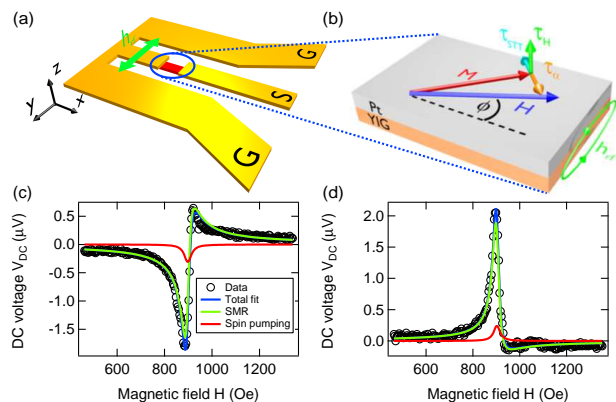 (a)
h_rf
G
S
G
z
y
x
(b)
τ_STT
τ_H
τ_α
M
H
ϕ
Pt
YIG
h_rf
(c)
DC voltage V_DC (μV)
0.5
0.0
-0.5
-1.0
-1.5
Data
Total fit
SMR
Spin pumping
600 800 1000 1200
Magnetic field H (Oe)
(d)
DC voltage V_DC (μV)
2.0
1.5
1.0
0.5
0.0
600 800 1000 1200
Magnetic field H (Oe)